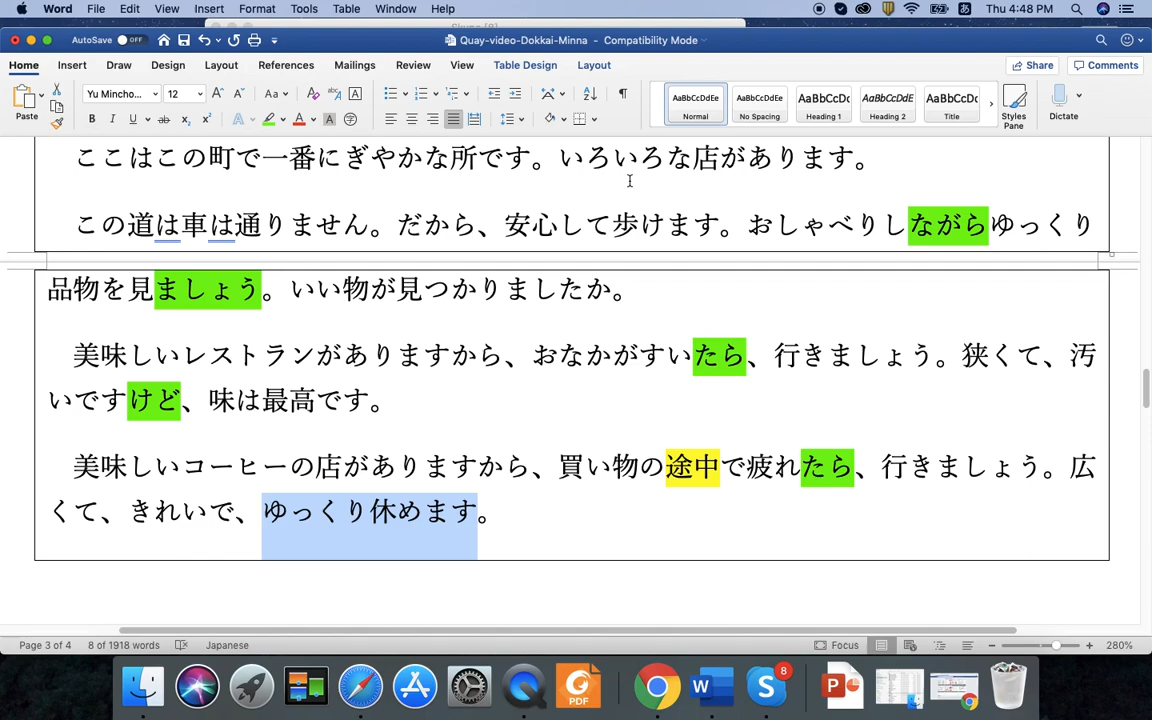 Word File Edit View Insert Format Tools Table Window Help Thu 4:48 PM
AutoSave OFF Quay-video-Dokkai-Minna - Compatibility Mode
Home Insert Draw Design Layout References Mailings Review View Table Design Layout Share Comments
Paste Yu Mincho... 12 AaBbCcDdEe Normal AaBbCcDdEe No Spacing AaBbCcDc Heading 1 AaBbCcDdEe Heading 2 AaBbCcDc Title Styles Pane Dictate
ここはこの町で一番にぎやかな所です。いろいろな店があります。
この道は車は通りません。だから、安心して歩けます。おしゃべりしながらゆっくり
品物を見ましょう。いい物が見つかりましたか。
美味しいレストランがありますから、おなかがすいたら、行きましょう。狭くて、汚
いですけど、味は最高です。
美味しいコーヒーの店がありますから、買い物の途中で疲れたら、行きましょう。広
くて、きれいで、ゆっくり休めます。
Page 3 of 4 8 of 1918 words Japanese Focus 280%
PDF 8